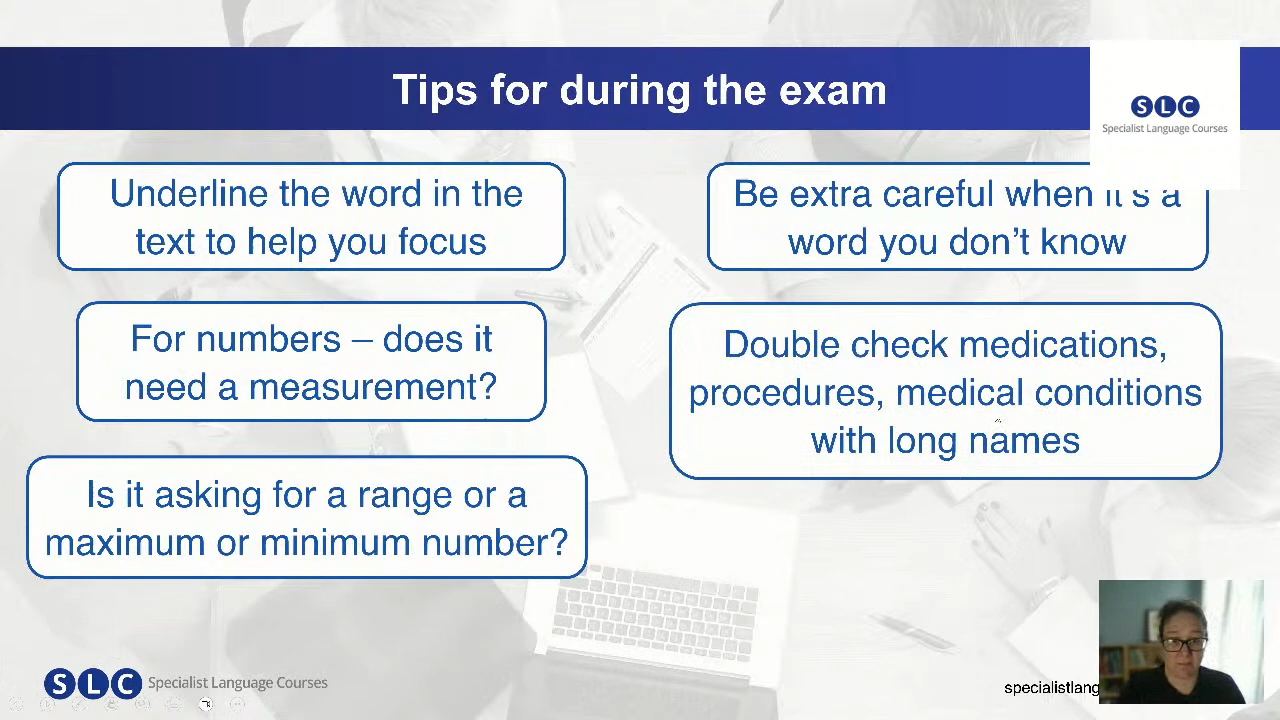 Tips for during the exam
SLC
Specialist Language Courses
Underline the word in the
text to help you focus
Be extra careful when it's a
word you don't know
For numbers – does it
need a measurement?
Double check medications,
procedures, medical conditions
with long names
Is it asking for a range or a
maximum or minimum number?
SLC Specialist Language Courses
specialistlang